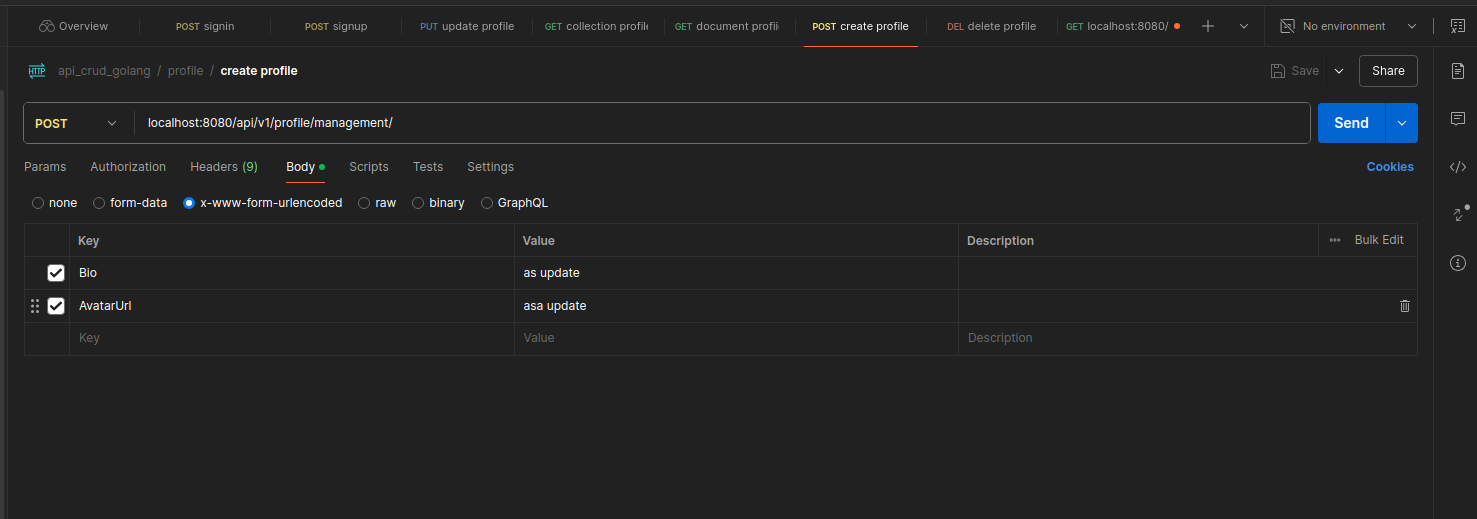 Overview POST signin POST signup PUT update profile GET collection profile GET document profil POST create profile DEL delete profile GET localhost:8080/ No environment
HTTP api_crud_golang / profile / create profile Save Share
POST localhost:8080/api/v1/profile/management/ Send
Params Authorization Headers (9) Body Scripts Tests Settings Cookies
none form-data x-www-form-urlencoded raw binary GraphQL
Key Value Description Bulk Edit
Bio as update
AvatarUrl asa update
Key Value Description